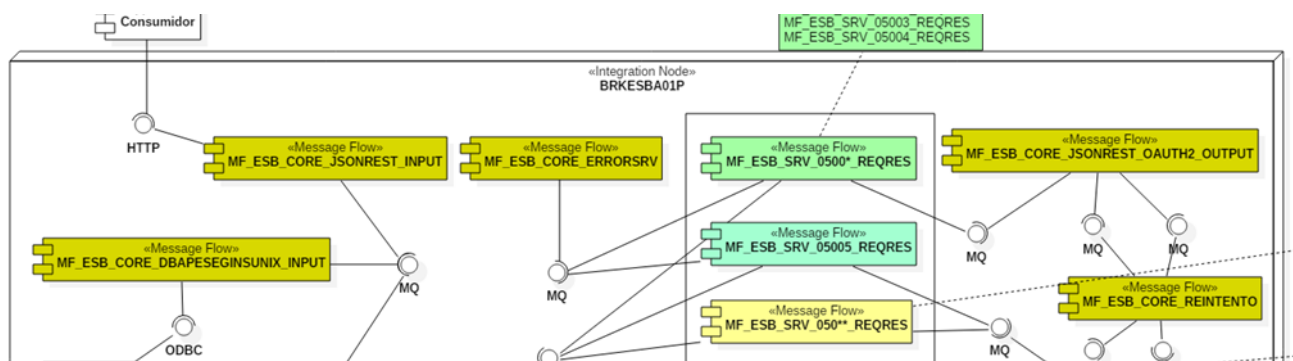 Consumidor
MF_ESB_SRV_05003_REQRES
MF_ESB_SRV_05004_REQRES
«Integration Node»
BRKESBA01P
HTTP
«Message Flow»
MF_ESB_CORE_JSONREST_INPUT
«Message Flow»
MF_ESB_CORE_ERRORSRV
«Message Flow»
MF_ESB_SRV_0500*_REQRES
«Message Flow»
MF_ESB_CORE_JSONREST_OAUTH2_OUTPUT
«Message Flow»
MF_ESB_CORE_DBAPESEGINSUNIX_INPUT
MQ
MQ
«Message Flow»
MF_ESB_SRV_05005_REQRES
MQ
MQ
MQ
«Message Flow»
MF_ESB_SRV_050**_REQRES
«Message Flow»
MF_ESB_CORE_REINTENTO
ODBC
MQ